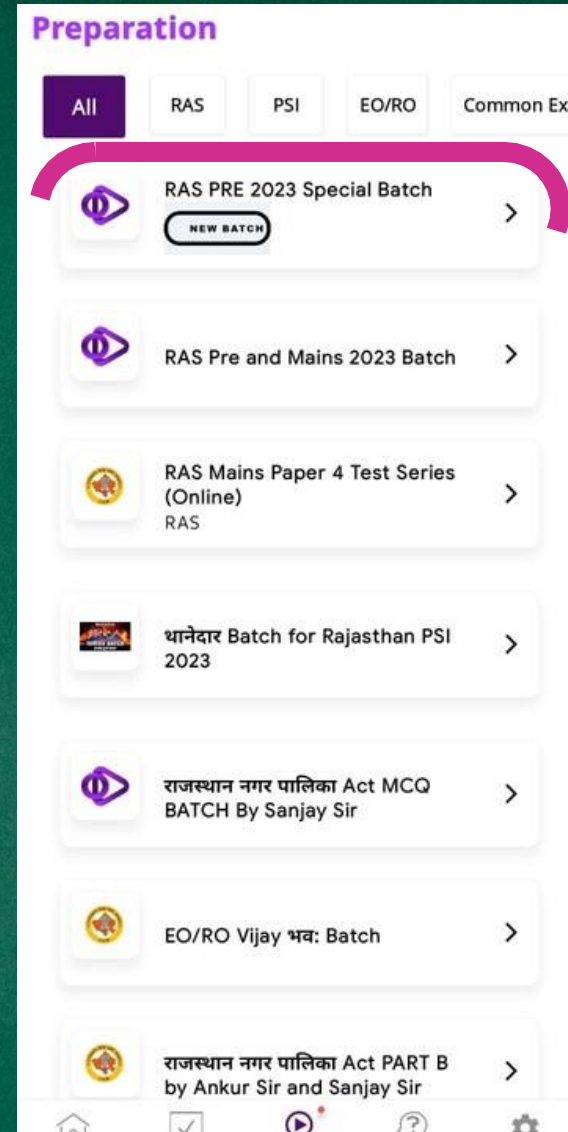 Preparation
All RAS PSI EO/RO Common Ex
RAS PRE 2023 Special Batch
NEW BATCH
RAS Pre and Mains 2023 Batch
RAS Mains Paper 4 Test Series
(Online)
RAS
थानेदार Batch for Rajasthan PSI
2023
राजस्थान नगर पालिका Act MCQ
BATCH By Sanjay Sir
EO/RO Vijay भव: Batch
राजस्थान नगर पालिका Act PART B
by Ankur Sir and Sanjay Sir